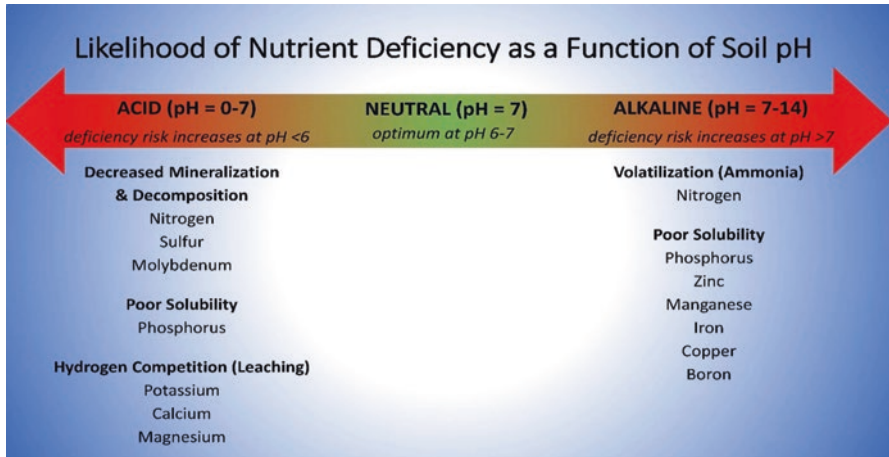 Likelihood of Nutrient Deficiency as a Function of Soil pH
ACID (pH = 0-7)
deficiency risk increases at pH <6
NEUTRAL (pH = 7)
optimum at pH 6-7
ALKALINE (pH = 7-14)
deficiency risk increases at pH >7
Decreased Mineralization
& Decomposition
Nitrogen
Sulfur
Molybdenum
Poor Solubility
Phosphorus
Hydrogen Competition (Leaching)
Potassium
Calcium
Magnesium
Volatilization (Ammonia)
Nitrogen
Poor Solubility
Phosphorus
Zinc
Manganese
Iron
Copper
Boron